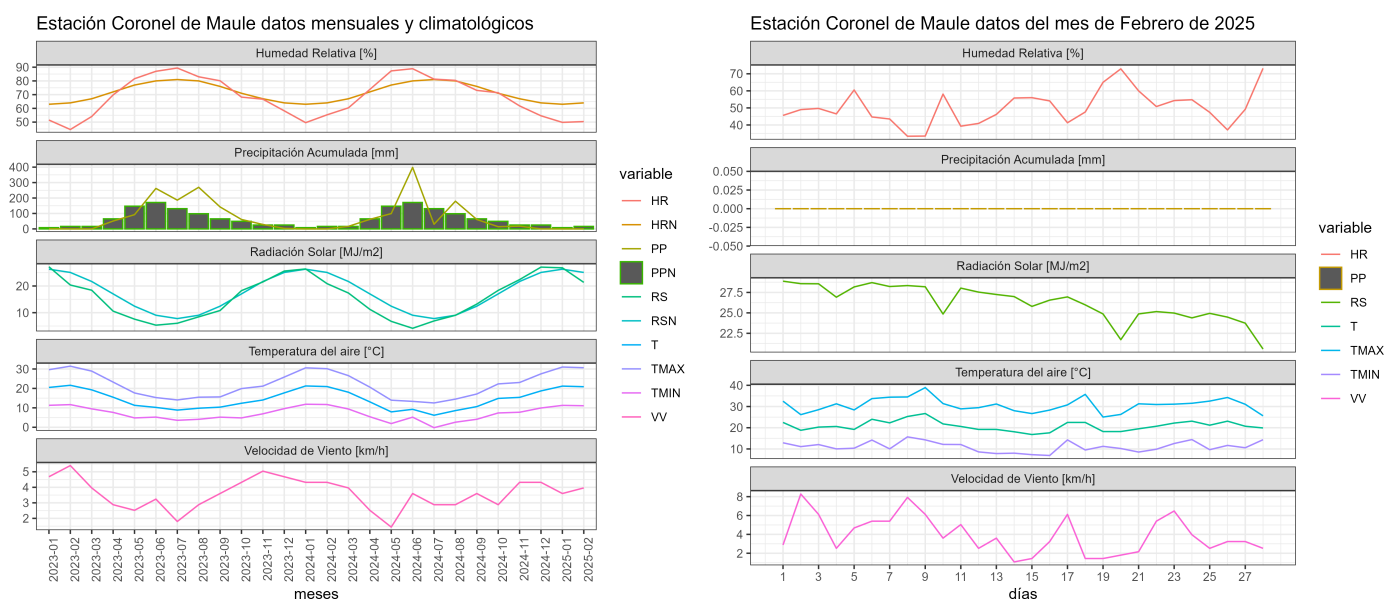 Estación Coronel de Maule datos mensuales y climatológicos
Humedad Relativa [%]
90
80
70
60
50
Precipitación Acumulada [mm]
400
300
200
100
0
Radiación Solar [MJ/m2]
20
10
Temperatura del aire [°C]
30
20
10
0
Velocidad de Viento [km/h]
5
4
3
2
2023-01
2023-02
2023-03
2023-04
2023-05
2023-06
2023-07
2023-08
2023-09
2023-10
2023-11
2023-12
2024-01
2024-02
2024-03
2024-04
2024-05
2024-06
2024-07
2024-08
2024-09
2024-10
2024-11
2024-12
2025-01
2025-02
meses
variable
HR
HRN
PP
PPN
RS
RSN
T
TMAX
TMIN
VV
Estación Coronel de Maule datos del mes de Febrero de 2025
Humedad Relativa [%]
70
60
50
40
Precipitación Acumulada [mm]
0.050
0.025
0.000
-0.025
-0.050
Radiación Solar [MJ/m2]
27.5
25.0
22.5
Temperatura del aire [°C]
40
30
20
10
Velocidad de Viento [km/h]
8
6
4
2
1 3 5 7 9 11 13 15 17 19 21 23 25 27
días
variable
HR
PP
RS
T
TMAX
TMIN
VV